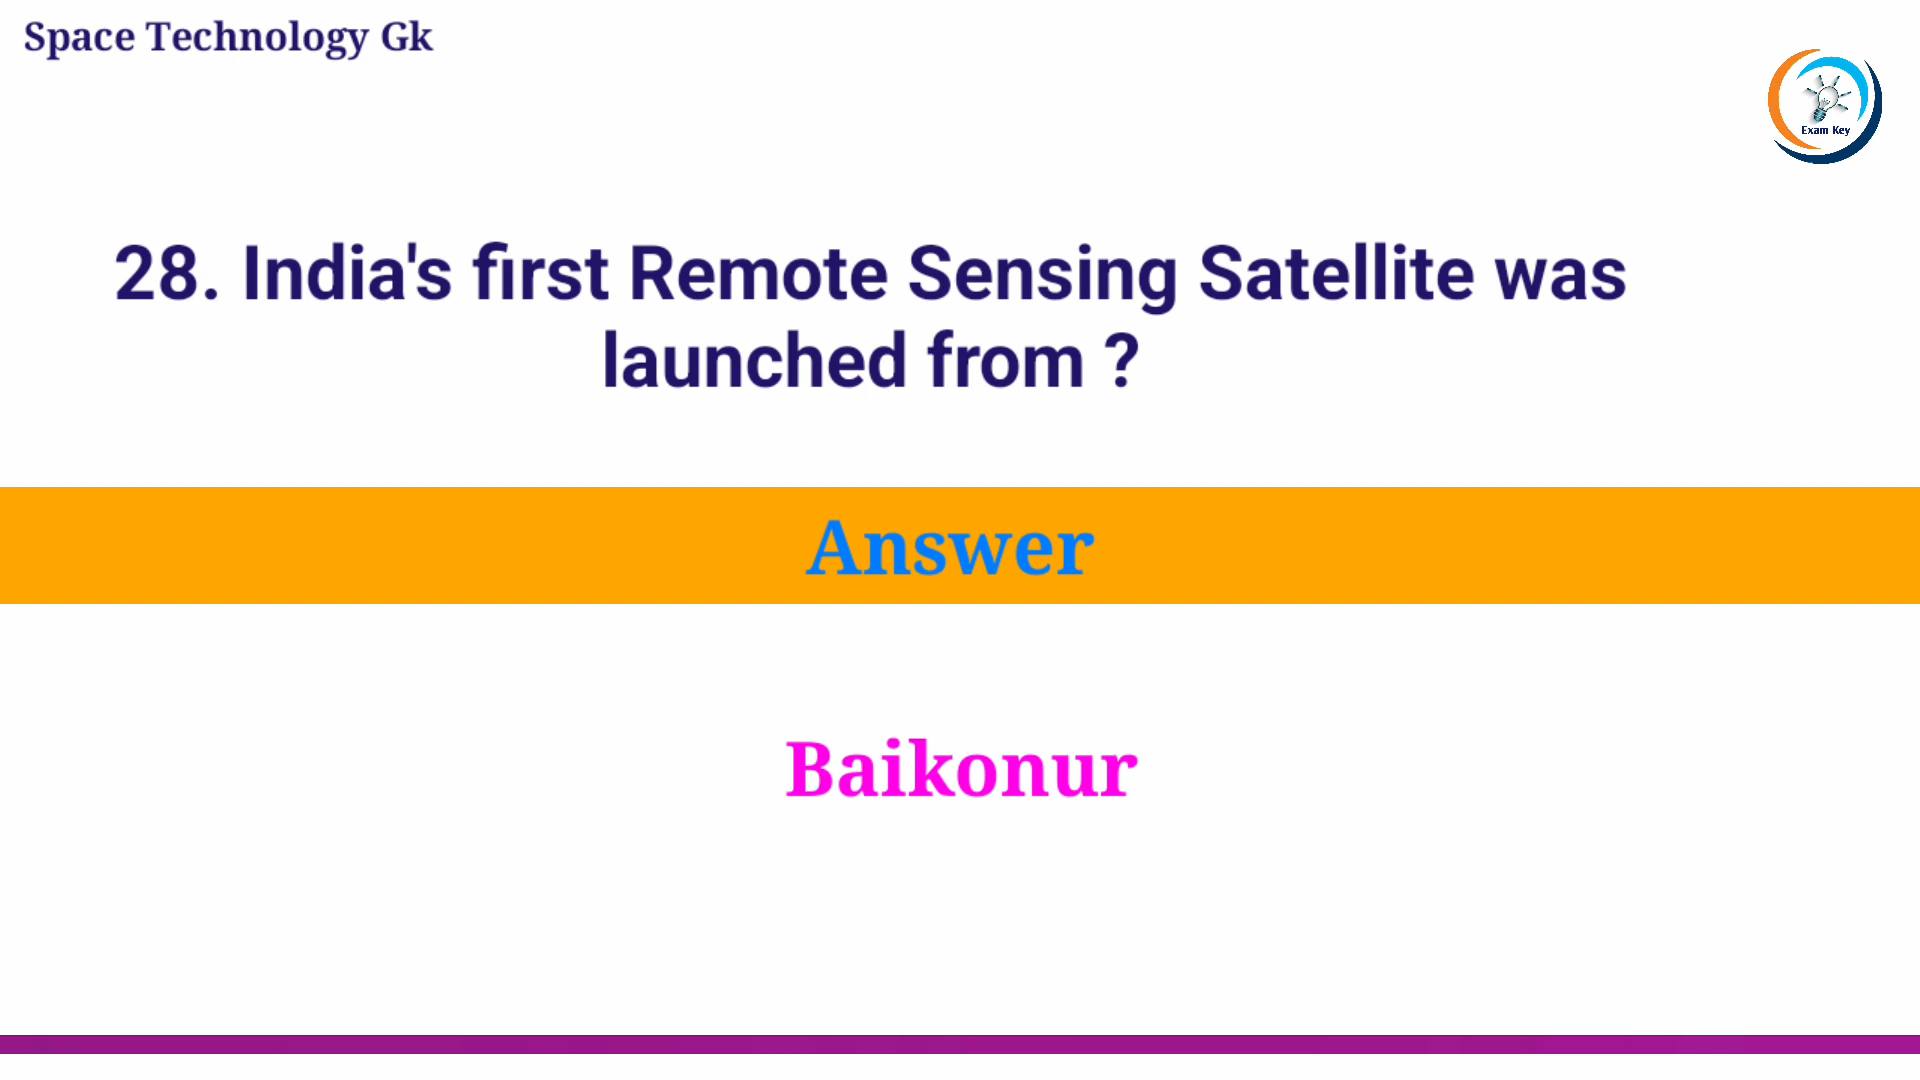 Space Technology Gk
Exam Key
28. India's first Remote Sensing Satellite was
launched from ?
Answer
Baikonur